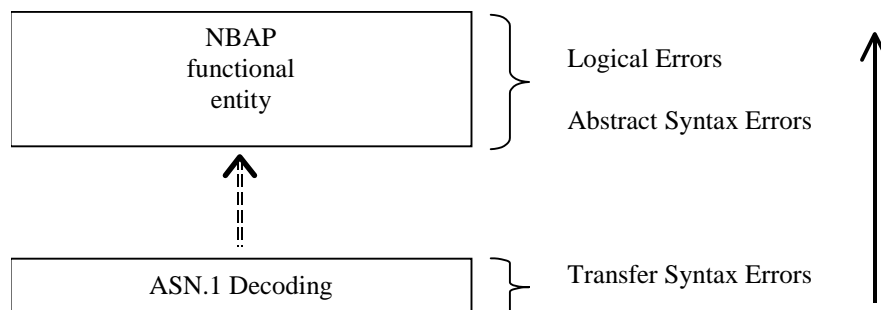 NBAP
functional
entity
Logical Errors
Abstract Syntax Errors
ASN.1 Decoding
Transfer Syntax Errors